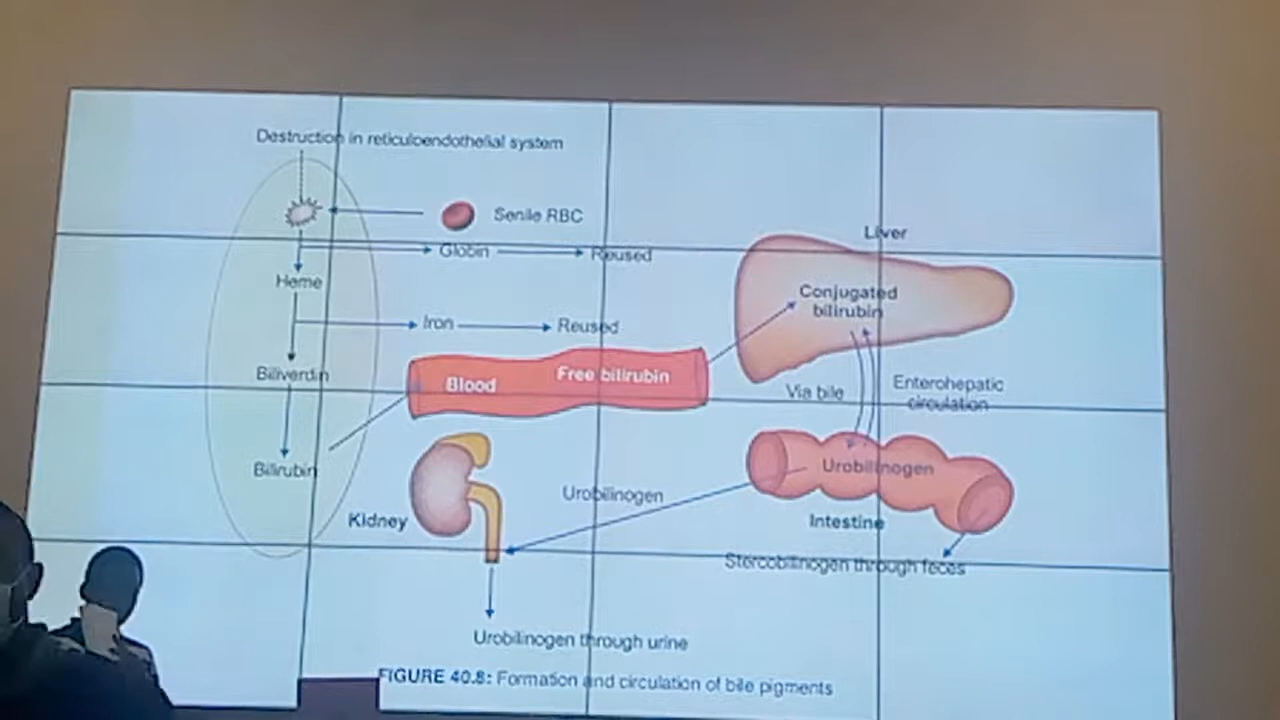 Destruction in reticuloendothelial system
Senile RBC
Globin
Reused
Heme
Iron
Reused
Biliverdin
Bilirubin
Blood
Free bilirubin
Liver
Conjugated
bilirubin
Via bile
Enterohepatic
circulation
Urobilinogen
Intestine
Urobilinogen
Kidney
Stercobilinogen through feces
Urobilinogen through urine
FIGURE 40.8: Formation and circulation of bile pigments